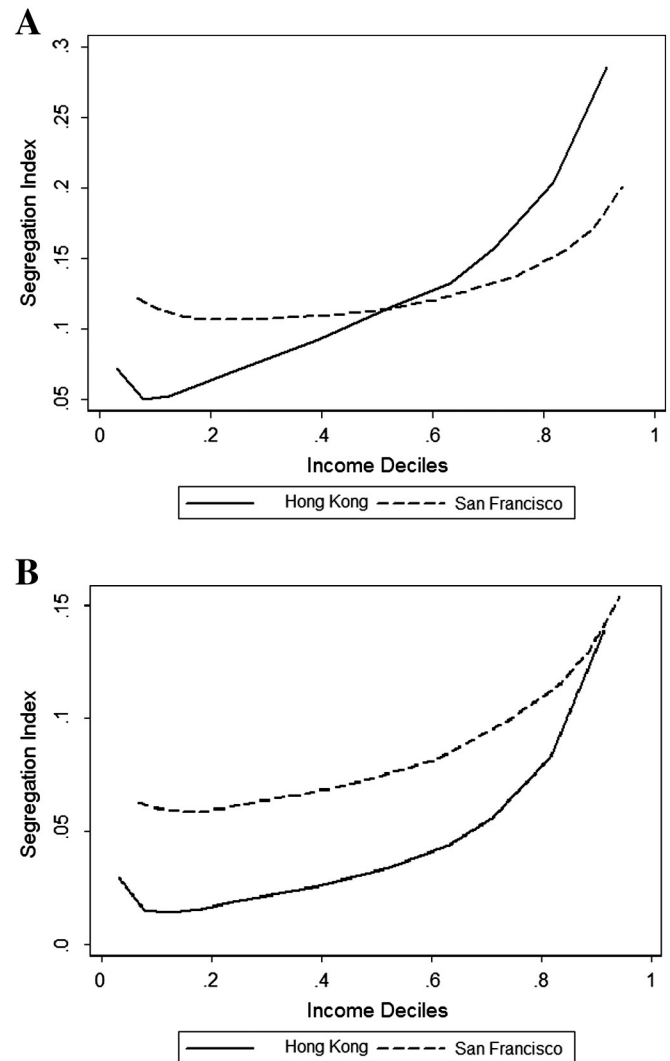 A
.3
.25
.2
.15
.1
.05
Segregation Index
0 .2 .4 .6 .8 1
Income Deciles
Hong Kong San Francisco
B
.15
.1
.05
.0
Segregation Index
0 .2 .4 .6 .8 1
Income Deciles
Hong Kong San Francisco